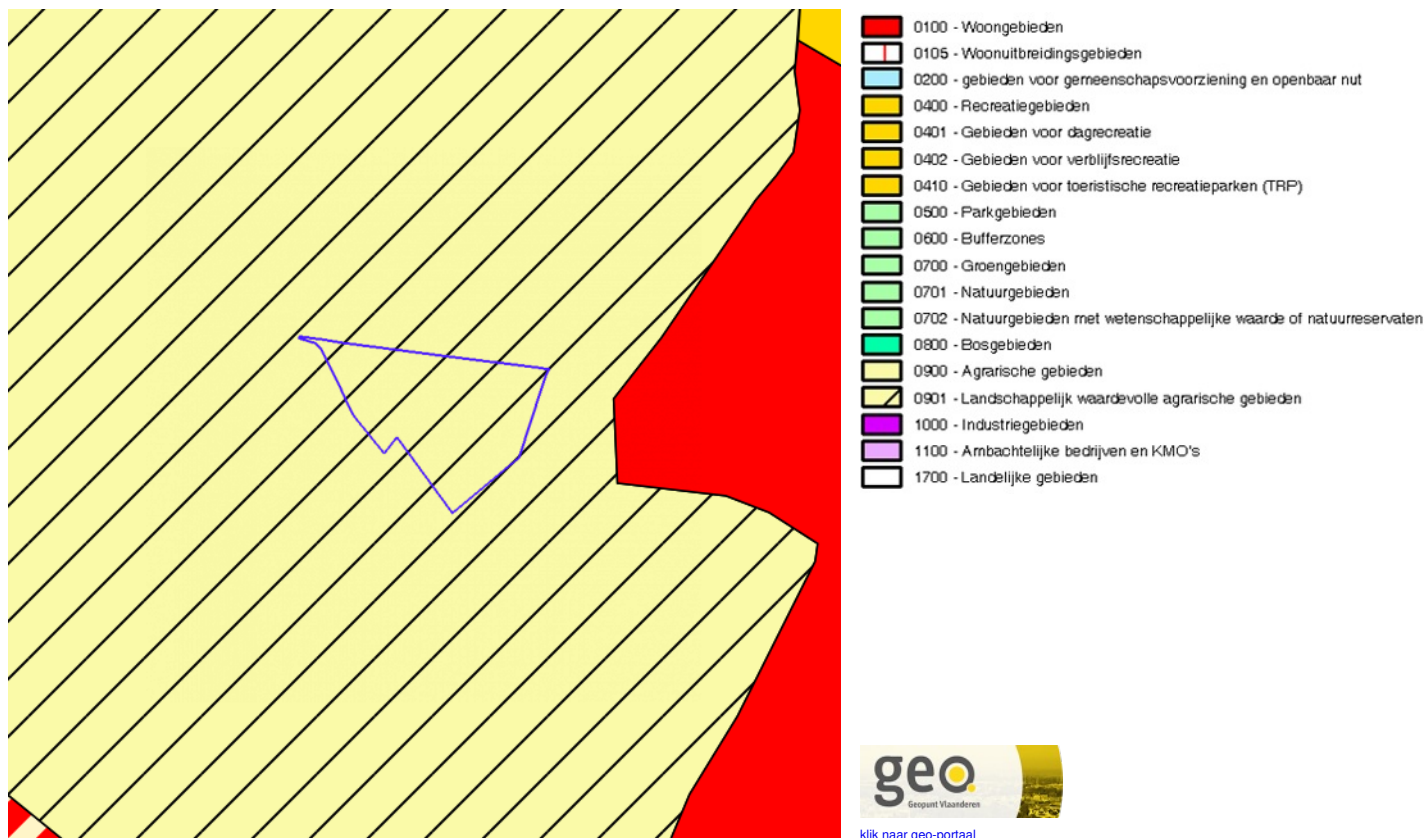 0100 - Woongebieden
0105 - Woonuitbreidingsgebieden
0200 - gebieden voor gemeenschapsvoorziening en openbaar nut
0400 - Recreatiegebieden
0401 - Gebieden voor dagrecreatie
0402 - Gebieden voor verblijfsrecreatie
0410 - Gebieden voor toeristische recreatieparken (TRP)
0500 - Parkgebieden
0600 - Bufferzones
0700 - Groengebieden
0701 - Natuurgebieden
0702 - Natuurgebieden met wetenschappelijke waarde of natuurreservaten
0800 - Bosgebieden
0900 - Agrarische gebieden
0901 - Landschappelijk waardevolle agrarische gebieden
1000 - Industriegebieden
1100 - Ambachtelijke bedrijven en KMO's
1700 - Landelijke gebieden
geo.
Geopunt Vlaanderen
klik naar geo-portaal